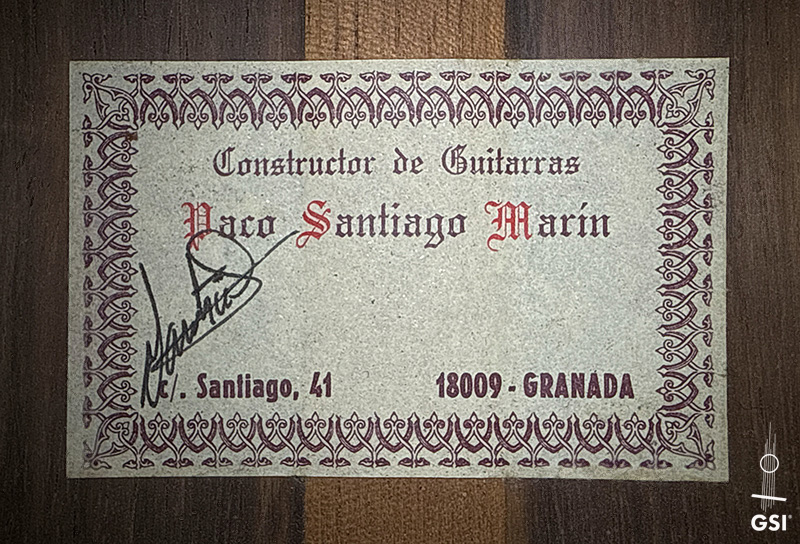 Constructor de Guitarras
Paco Santiago Marín
c/. Santiago, 41 18009 - GRANADA
GSI